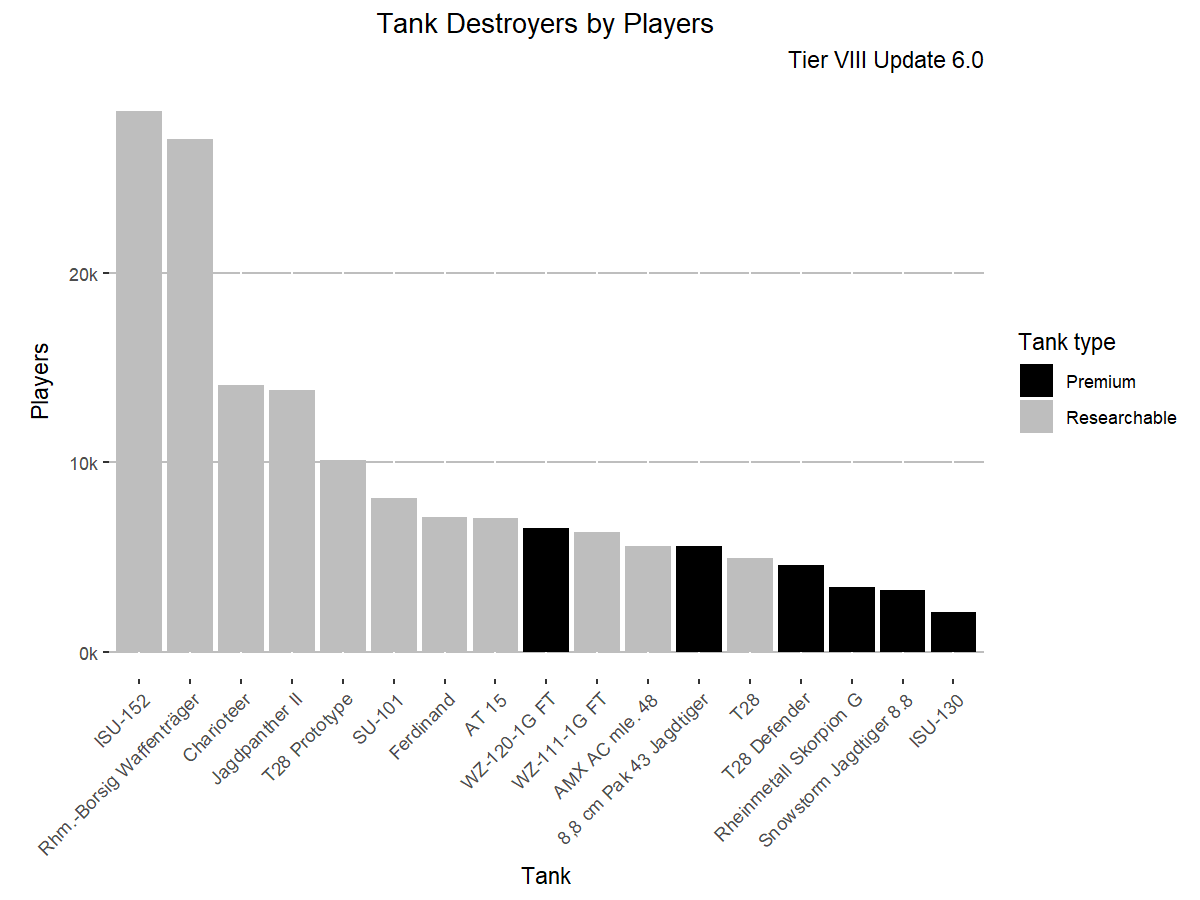 Tank Destroyers by Players
Tier VIII Update 6.0
Players
20k
10k
0k
ISU-152
Rhm.-Borsig Waffenträger
Charioteer
Jagdpanther II
T28 Prototype
SU-101
Ferdinand
AT 15
WZ-120-1G FT
WZ-111-1G FT
AMX AC mle. 48
8,8 cm Pak 43 Jagdtiger
T28
T28 Defender
Rheinmetall Skorpion G
Snowstorm Jagdtiger 8.8
ISU-130
Tank
Tank type
Premium
Researchable